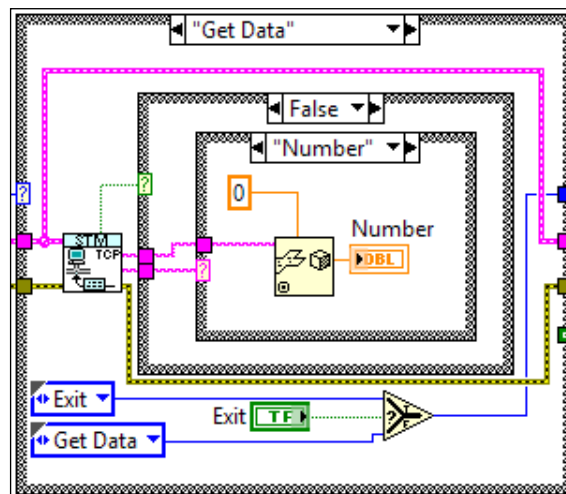 "Get Data"
False
"Number"
0
Number
DBL
STM
TCP
?
?
?
Exit
Exit
TF
?
F
Get Data